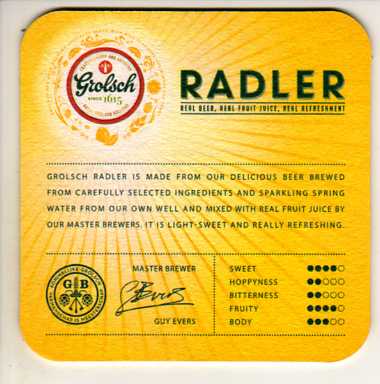 Grolsch
SINCE 1615
RADLER
REAL BEER, REAL FRUIT JUICE, REAL REFRESHMENT
GROLSCH RADLER IS MADE FROM OUR DELICIOUS BEER BREWED
FROM CAREFULLY SELECTED INGREDIENTS AND SPARKLING SPRING
WATER FROM OUR OWN WELL AND MIXED WITH REAL FRUIT JUICE BY
OUR MASTER BREWERS. IT IS LIGHT-SWEET AND REALLY REFRESHING.
GB
MASTER BREWER
GUY EVERS
SWEET
HOPPYNESS
BITTERNESS
FRUITY
BODY